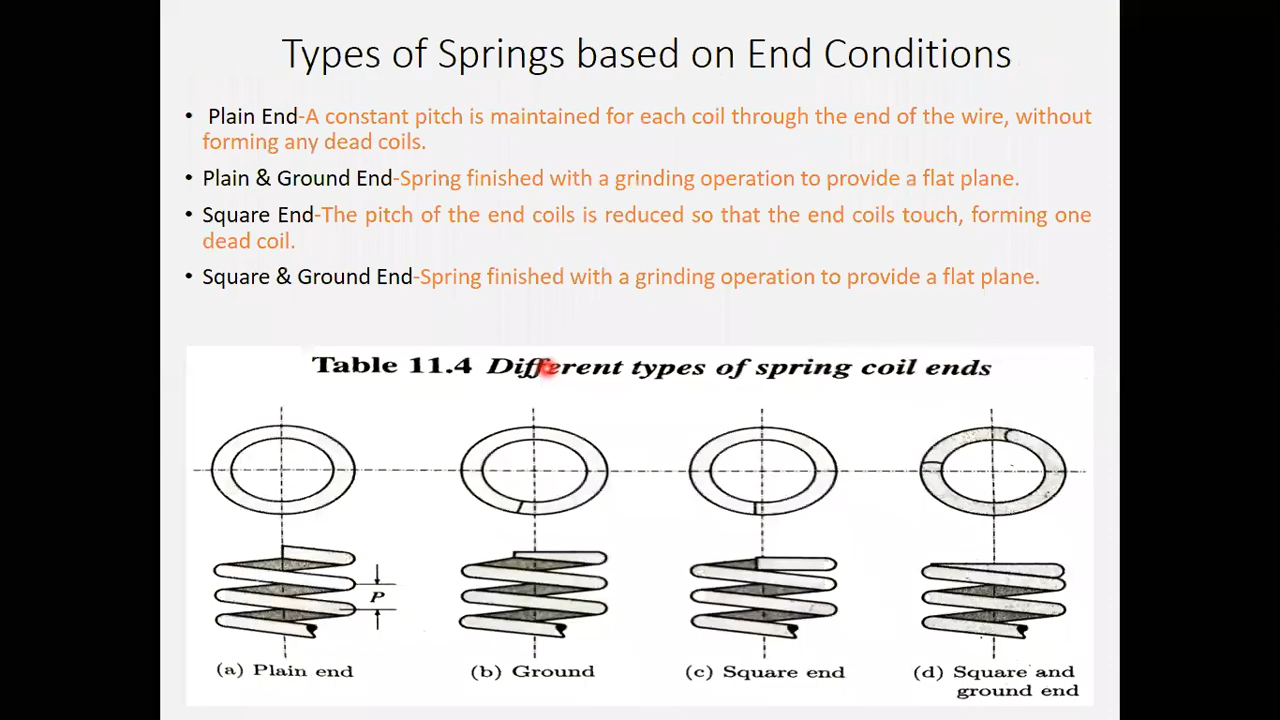 Types of Springs based on End Conditions
• Plain End-A constant pitch is maintained for each coil through the end of the wire, without
forming any dead coils.
• Plain & Ground End-Spring finished with a grinding operation to provide a flat plane.
• Square End-The pitch of the end coils is reduced so that the end coils touch, forming one
dead coil.
• Square & Ground End-Spring finished with a grinding operation to provide a flat plane.
Table 11.4 Different types of spring coil ends
P
(a) Plain end
(b) Ground
(c) Square end
(d) Square and
ground end